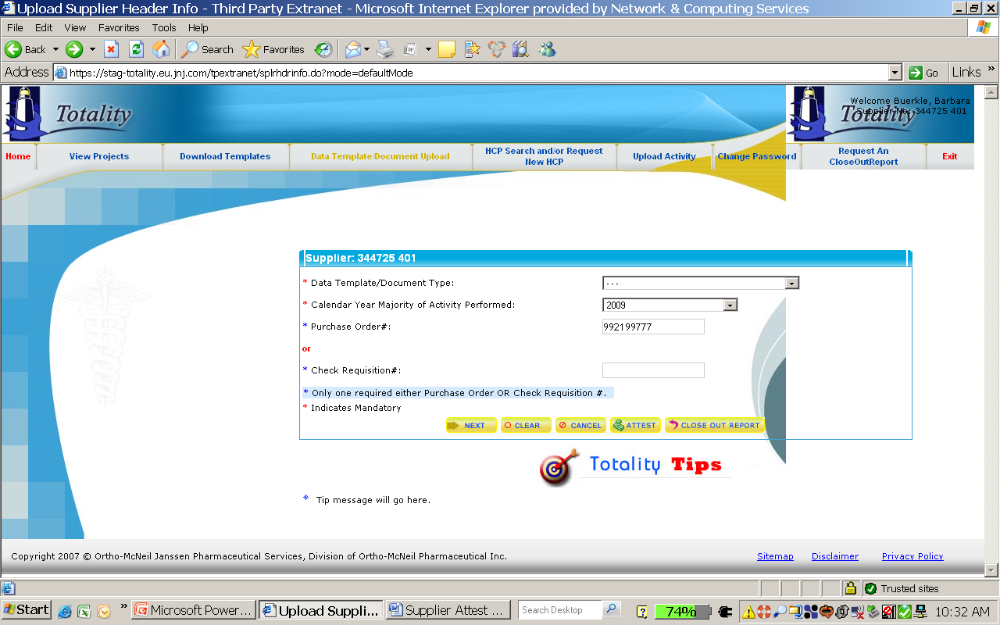 Upload Supplier Header Info - Third Party Extranet - Microsoft Internet Explorer provided by Network & Computing Services
File Edit View Favorites Tools Help
Back Search Favorites
Address https://stag-totality.eu.jnj.com/tpextranet/splrhdrinfo.do?mode=defaultMode Go Links »
Totality
Totality
Welcome Buerkle, Barbara
Supplier No: 344725 401
Home View Projects Download Templates Data Template/Document Upload HCP Search and/or Request New HCP Upload Activity Change Password Request An CloseOutReport Exit
Supplier: 344725 401
* Data Template/Document Type: ---
* Calendar Year Majority of Activity Performed: 2009
* Purchase Order#: 992199777
or
* Check Requisition#:
* Only one required either Purchase Order OR Check Requisition #.
* Indicates Mandatory
NEXT CLEAR CANCEL ATTEST CLOSE OUT REPORT
Totality Tips
Tip message will go here.
Copyright 2007 © Ortho-McNeil Janssen Pharmaceutical Services, Division of Ortho-McNeil Pharmaceutical Inc. Sitemap Disclaimer Privacy Policy
Trusted sites
Start » Microsoft Power... Upload Suppli... Supplier Attest ... Search Desktop 74% 10:32 AM